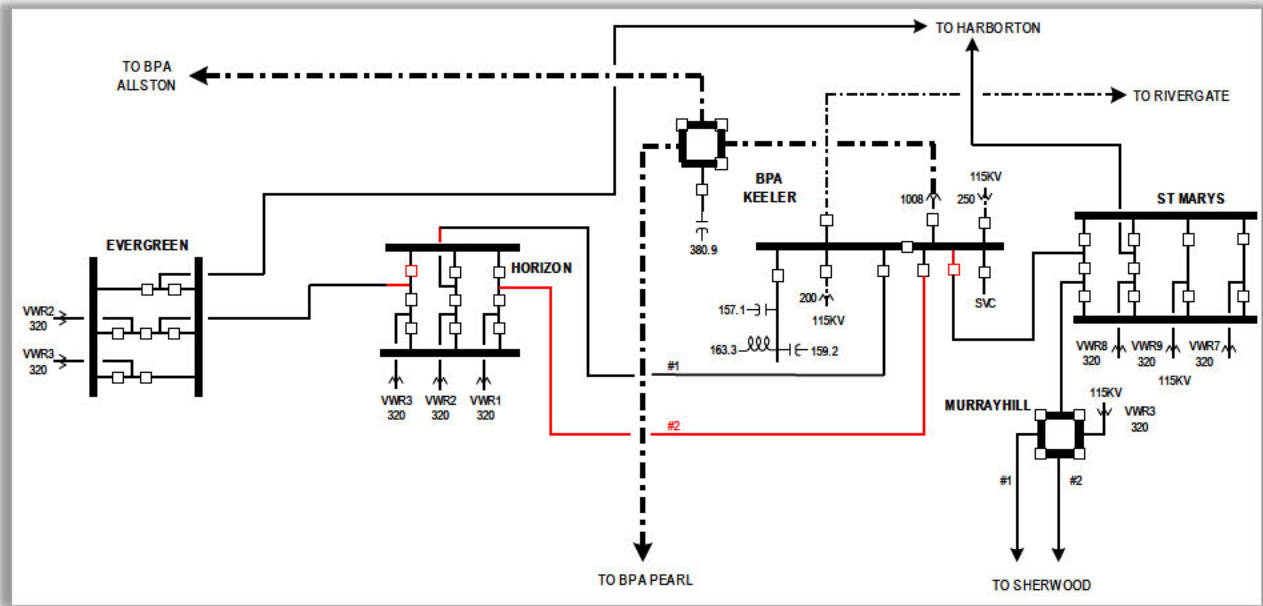 TO HARBORTON
TO BPA
ALLSTON
TO RIVERGATE
BPA
KEELER
115KV
1008
250
ST MARYS
EVERGREEN
HORIZON
380.9
VWR2
320
VWR3
320
157.1
200
115KV
SVC
163.3
159.2
#1
VWR8
320
VWR9
320
VWR7
320
115KV
VWR3
320
VWR2
320
VWR1
320
#2
MURRAYHILL
115KV
VWR3
320
#1
#2
TO BPA PEARL
TO SHERWOOD